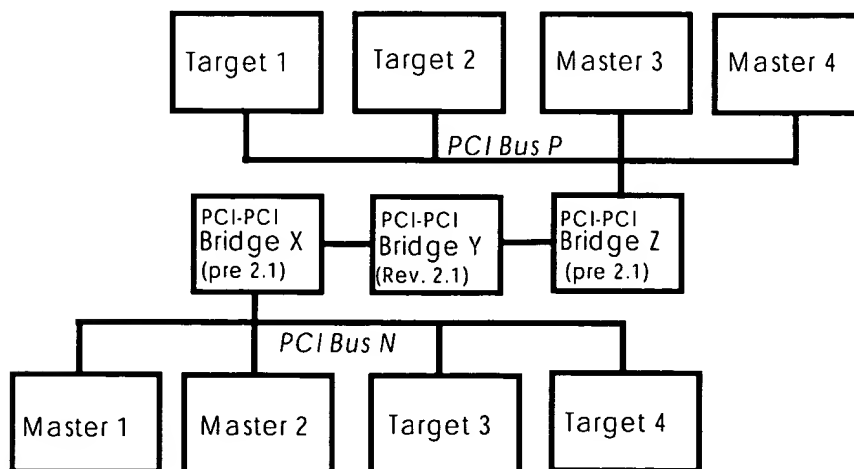 Target 1
Target 2
Master 3
Master 4
PCI Bus P
PCI-PCI
Bridge X
(pre 2.1)
PCI-PCI
Bridge Y
(Rev. 2.1)
PCI-PCI
Bridge Z
(pre 2.1)
PCI Bus N
Master 1
Master 2
Target 3
Target 4